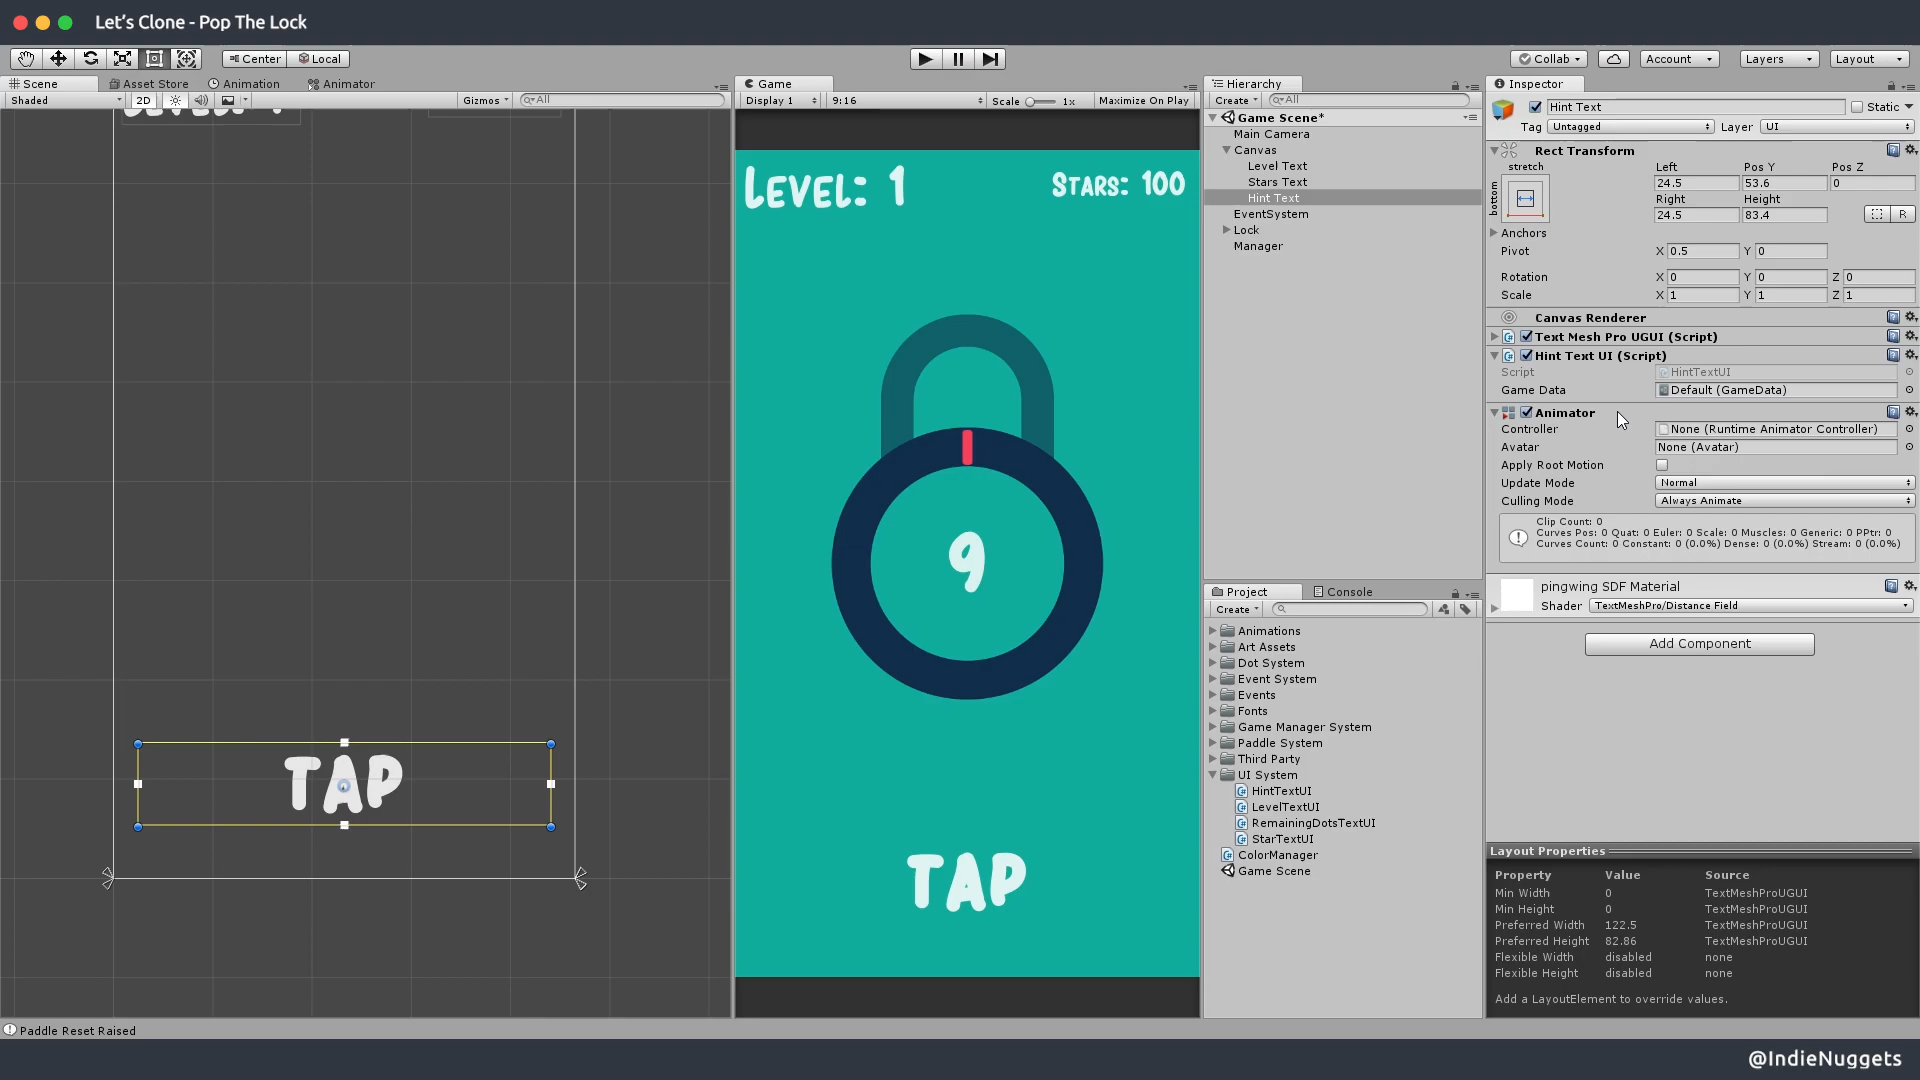 Let's Clone - Pop The Lock
Center
Local
Collab
Account
Layers
Layout
Scene
Asset Store
Animation
Animator
Shaded
2D
Gizmos
All
Game
Display 1
9:16
Scale
1x
Maximize On Play
Level: 1
Stars: 100
9
TAP
TAP
Hierarchy
Create
All
Game Scene*
Main Camera
Canvas
Level Text
Stars Text
Hint Text
EventSystem
Lock
Manager
Project
Console
Create
Animations
Art Assets
Dot System
Event System
Events
Fonts
Game Manager System
Paddle System
Third Party
UI System
HintTextUI
LevelTextUI
RemainingDotsTextUI
StarTextUI
ColorManager
Game Scene
Inspector
Hint Text
Static
Tag Untagged Layer UI
Rect Transform
stretch
bottom
Left Pos Y Pos Z
24.5 53.6 0
Right Height
24.5 83.4
R
Anchors
Pivot X 0.5 Y 0
Rotation X 0 Y 0 Z 0
Scale X 1 Y 1 Z 1
Canvas Renderer
Text Mesh Pro UGUI (Script)
Hint Text UI (Script)
Script HintTextUI
Game Data Default (GameData)
Animator
Controller None (Runtime Animator Controller)
Avatar None (Avatar)
Apply Root Motion
Update Mode Normal
Culling Mode Always Animate
Clip Count: 0
Curves Pos: 0 Quat: 0 Euler: 0 Scale: 0 Muscles: 0 Generic: 0 PPtr: 0
Curves Count: 0 Constant: 0 (0.0%) Dense: 0 (0.0%) Stream: 0 (0.0%)
pingwing SDF Material
Shader TextMeshPro/Distance Field
Add Component
Layout Properties
Property Value Source
Min Width 0 TextMeshProUGUI
Min Height 0 TextMeshProUGUI
Preferred Width 122.5 TextMeshProUGUI
Preferred Height 82.86 TextMeshProUGUI
Flexible Width disabled none
Flexible Height disabled none
Add a LayoutElement to override values.
Paddle Reset Raised
@IndieNuggets